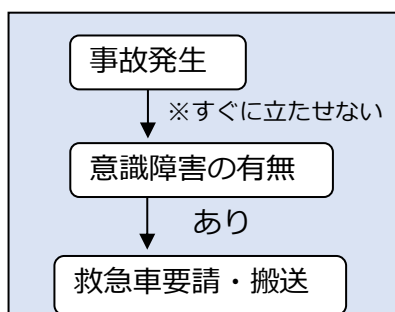 事故発生
※すぐに立たせない
意識障害の有無
あり
救急車要請・搬送